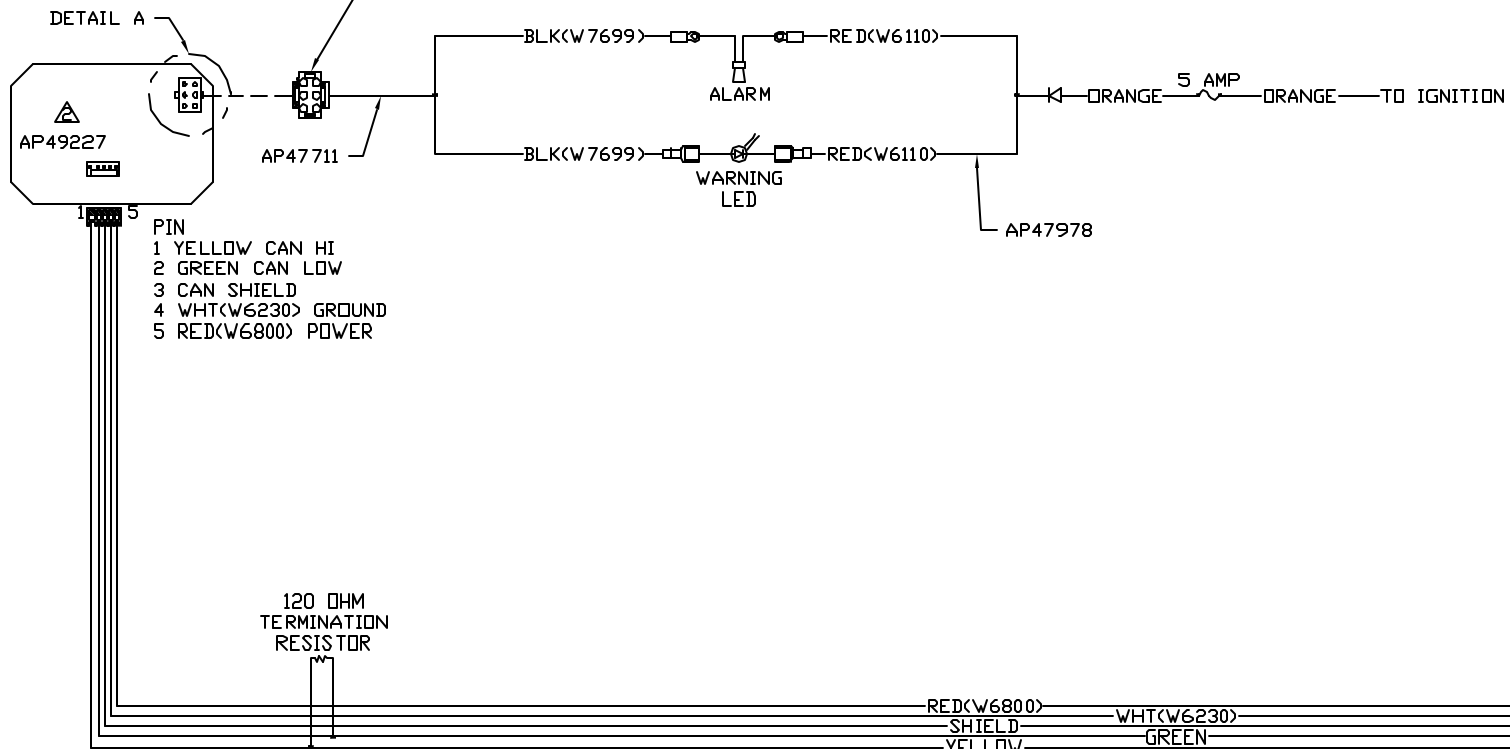 DETAIL A
BLK(W7699)
RED(W6110)
ALARM
5 AMP
ORANGE
ORANGE
TO IGNITION
2
AP49227
AP47711
BLK(W7699)
RED(W6110)
WARNING
LED
AP47978
1
5
PIN
1 YELLOW CAN HI
2 GREEN CAN LOW
3 CAN SHIELD
4 WHT(W6230) GROUND
5 RED(W6800) POWER
120 OHM
TERMINATION
RESISTOR
RED(W6800)
WHT(W6230)
SHIELD
GREEN
YELLOW